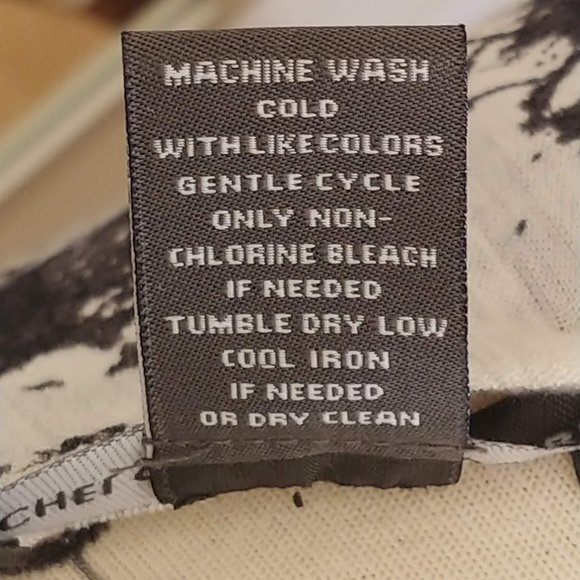 MACHINE WASH
COLD
WITH LIKE COLORS
GENTLE CYCLE
ONLY NON-
CHLORINE BLEACH
IF NEEDED
TUMBLE DRY LOW
COOL IRON
IF NEEDED
OR DRY CLEAN